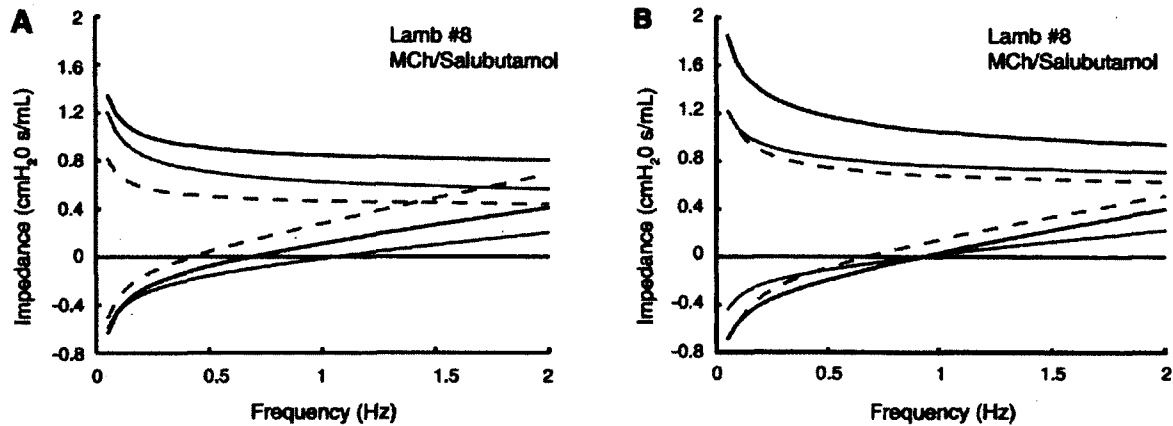 A
Lamb #8
MCh/Salubutamol
Impedance (cmH₂0 s/mL)
2
1.6
1.2
0.8
0.4
0
-0.4
-0.8
0
0.5
1
1.5
2
Frequency (Hz)
B
Lamb #8
MCh/Salubutamol
Impedance (cmH₂0 s/mL)
2
1.6
1.2
0.8
0.4
0
-0.4
-0.8
0
0.5
1
1.5
2
Frequency (Hz)